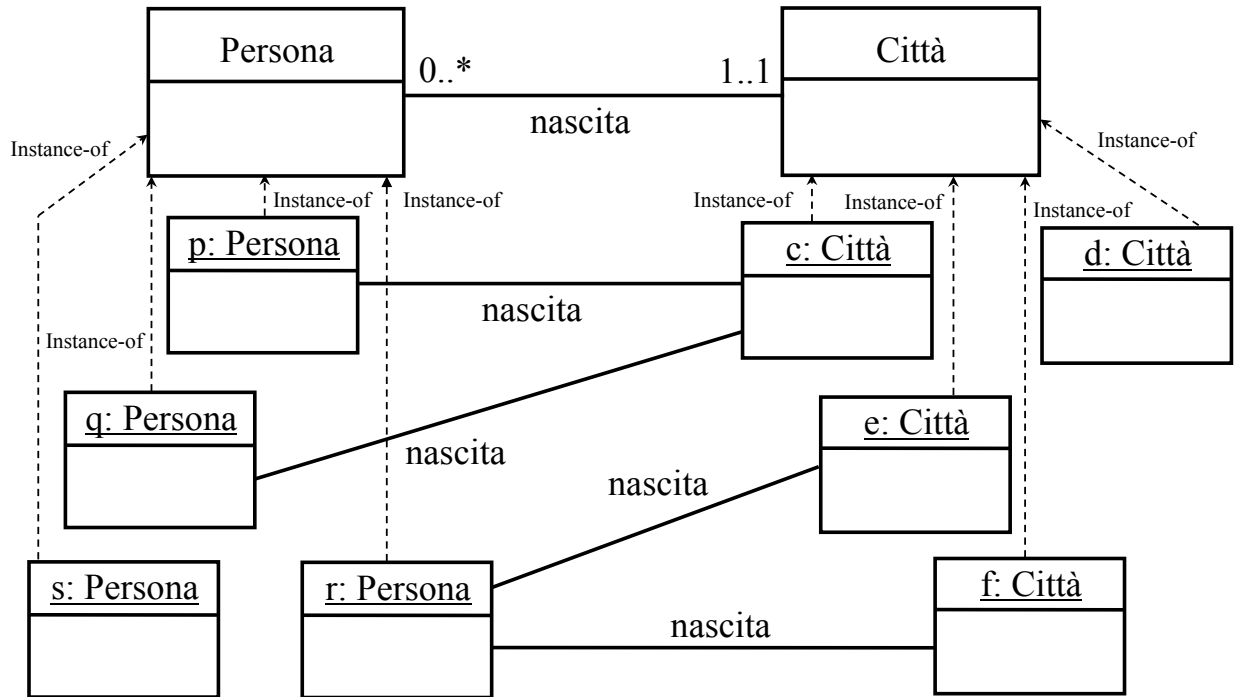 Persona
Città
0..*
1..1
nascita
Instance-of
Instance-of
Instance-of
Instance-of
Instance-of
Instance-of
Instance-of
Instance-of
p: Persona
c: Città
d: Città
nascita
q: Persona
e: Città
nascita
nascita
s: Persona
r: Persona
f: Città
nascita